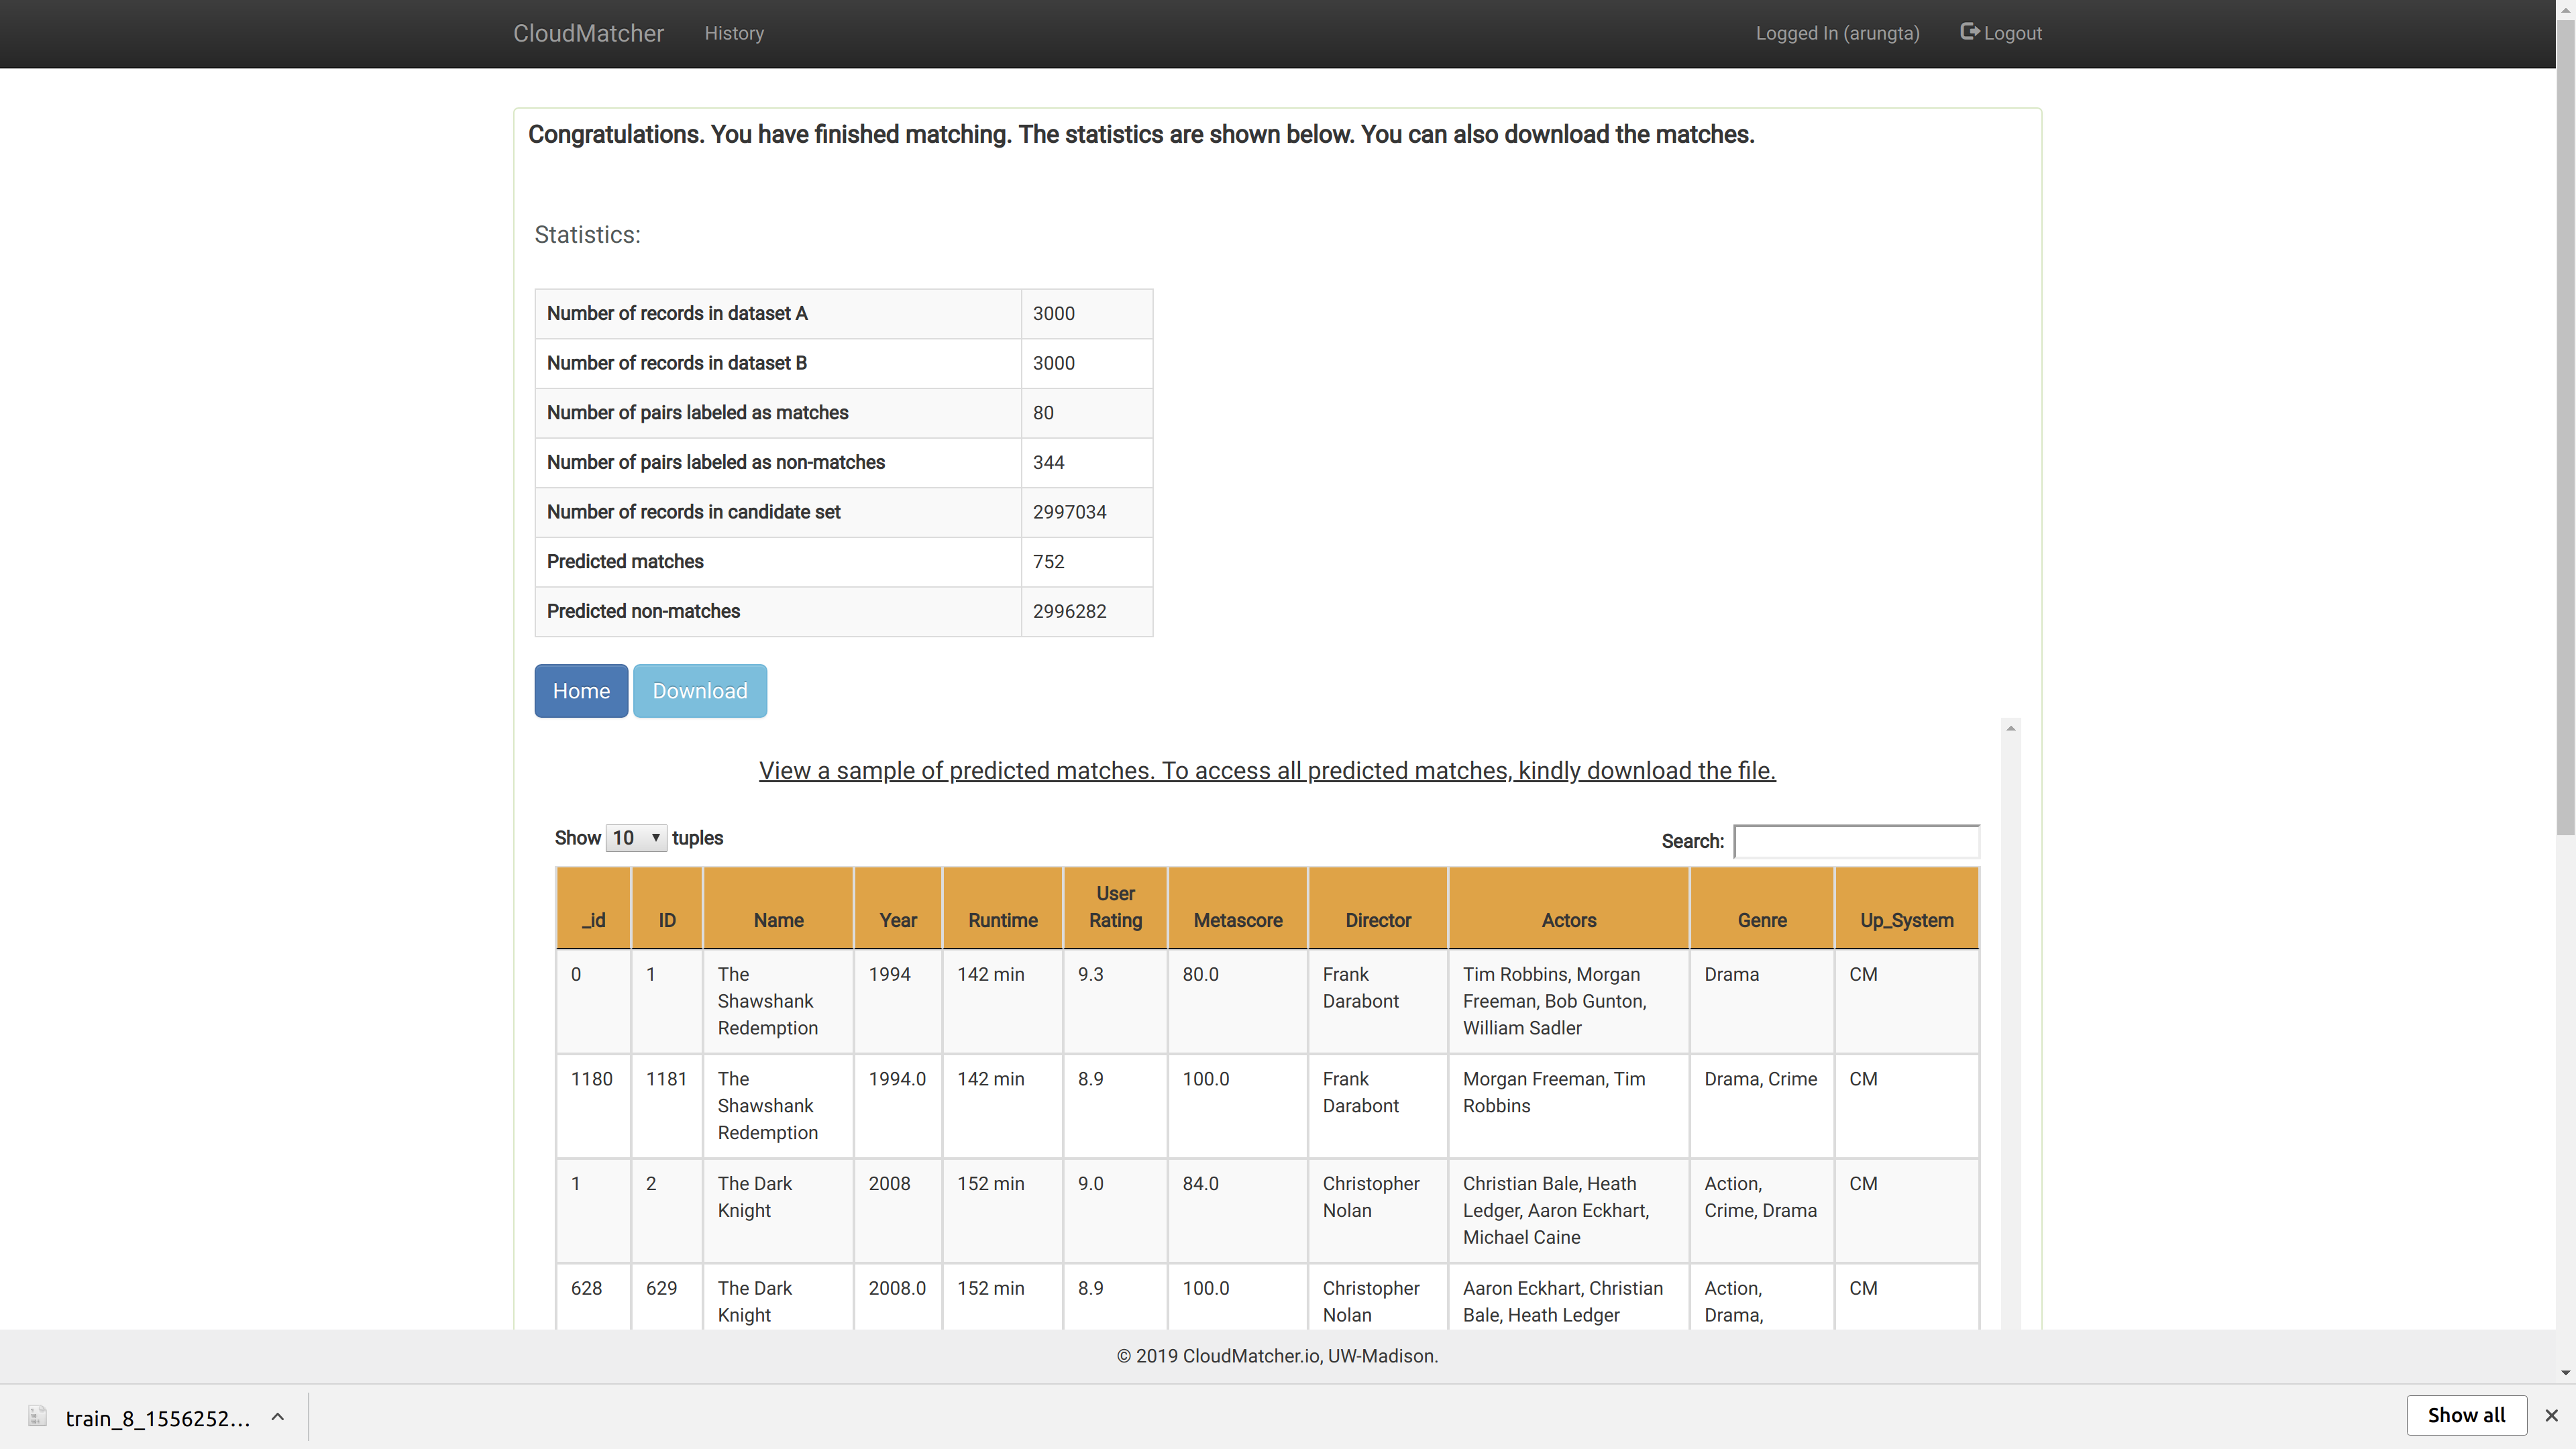 CloudMatcher History Logged In (arungta) Logout
Congratulations. You have finished matching. The statistics are shown below. You can also download the matches.
Statistics:
Number of records in dataset A 3000
Number of records in dataset B 3000
Number of pairs labeled as matches 80
Number of pairs labeled as non-matches 344
Number of records in candidate set 2997034
Predicted matches 752
Predicted non-matches 2996282
Home Download
View a sample of predicted matches. To access all predicted matches, kindly download the file.
Show 10 tuples Search:
User
_id ID Name Year Runtime Rating Metascore Director Actors Genre Up_System
0 1 The 1994 142 min 9.3 80.0 Frank Tim Robbins, Morgan Drama CM
Shawshank Darabont Freeman, Bob Gunton,
Redemption William Sadler
1180 1181 The 1994.0 142 min 8.9 100.0 Frank Morgan Freeman, Tim Drama, Crime CM
Shawshank Darabont Robbins
Redemption
1 2 The Dark 2008 152 min 9.0 84.0 Christopher Christian Bale, Heath Action, CM
Knight Nolan Ledger, Aaron Eckhart, Crime, Drama
Michael Caine
628 629 The Dark 2008.0 152 min 8.9 100.0 Christopher Aaron Eckhart, Christian Action, CM
Knight Nolan Bale, Heath Ledger Drama,
© 2019 CloudMatcher.io, UW-Madison.
train_8_1556252... Show all